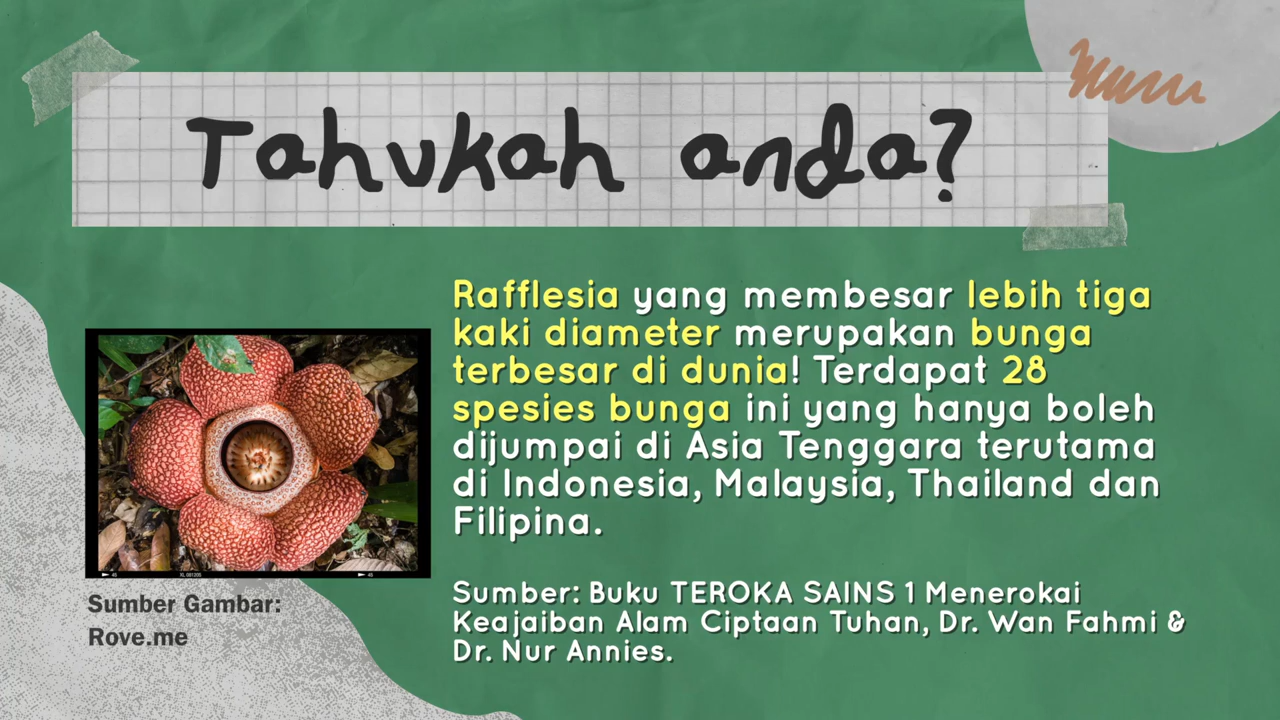 Tahukah anda?
Rafflesia yang membesar lebih tiga
kaki diameter merupakan bunga
terbesar di dunia! Terdapat 28
spesies bunga ini yang hanya boleh
dijumpai di Asia Tenggara terutama
di Indonesia, Malaysia, Thailand dan
Filipina.
Sumber: Buku TEROKA SAINS 1 Menerokai
Keajaiban Alam Ciptaan Tuhan, Dr. Wan Fahmi &
Dr. Nur Annies.
Sumber Gambar:
Rove.me